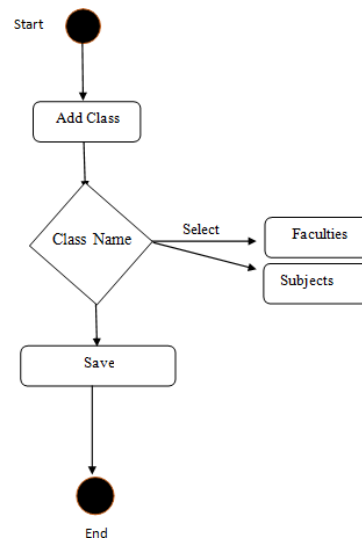 Start
Add Class
Class Name
Select
Faculties
Subjects
Save
End